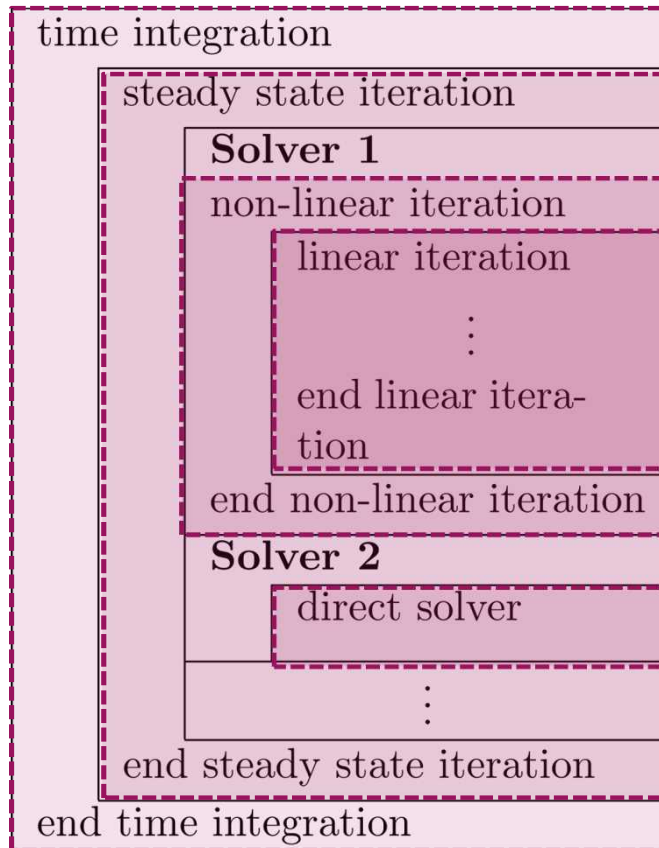 time integration
steady state iteration
Solver 1
non-linear iteration
linear iteration
⋮
end linear itera-
tion
end non-linear iteration
Solver 2
direct solver
⋮
end steady state iteration
end time integration